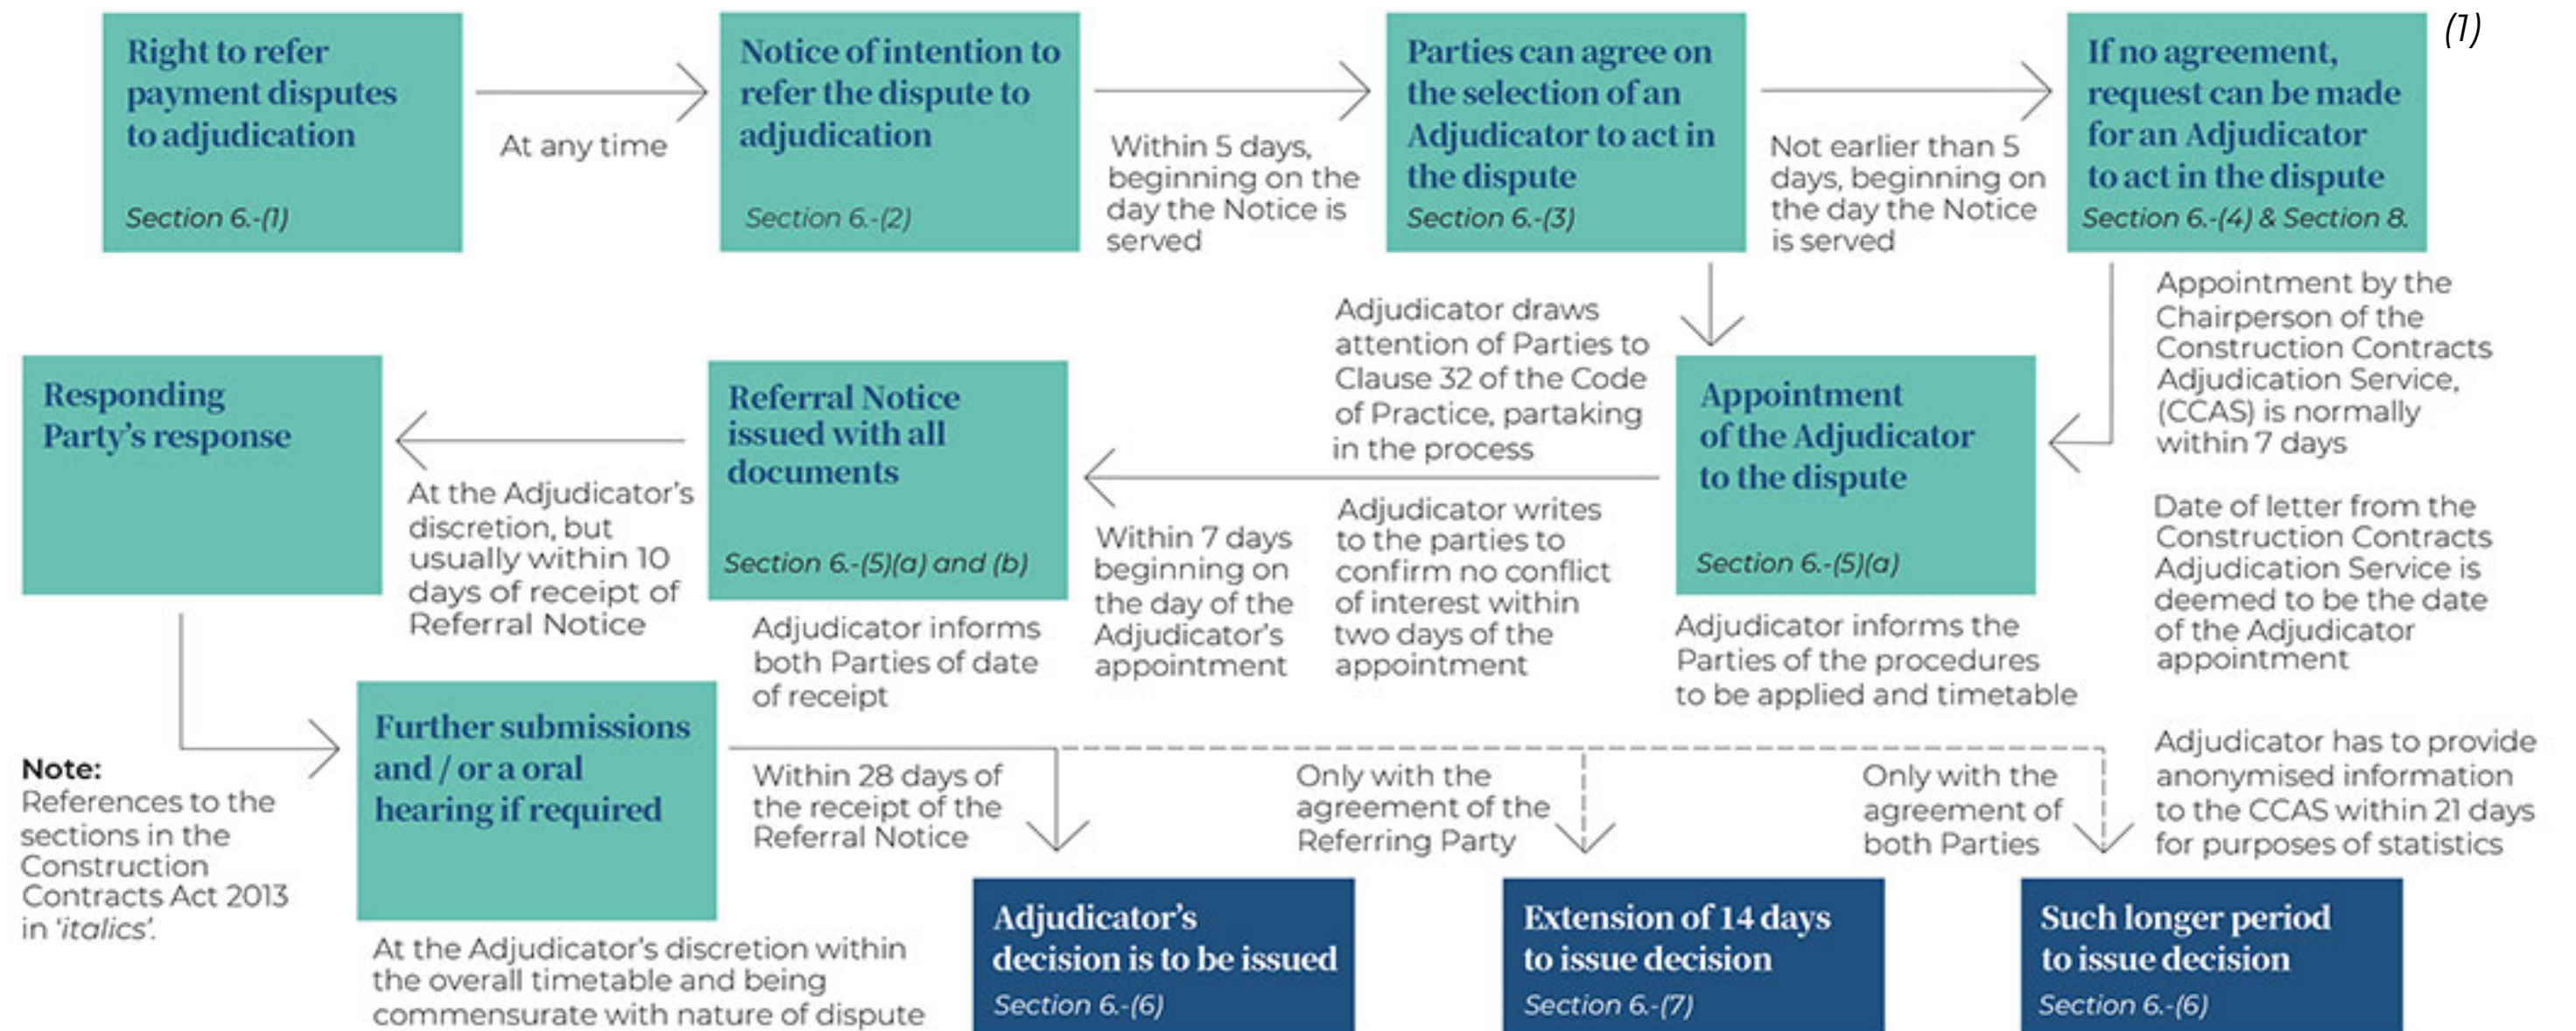 Right to refer
payment disputes
to adjudication
Section 6.-(1)
At any time
Notice of intention to
refer the dispute to
adjudication
Section 6.-(2)
Within 5 days,
beginning on the
day the Notice is
served
Parties can agree on
the selection of an
Adjudicator to act in
the dispute
Section 6.-(3)
Not earlier than 5
days, beginning on
the day the Notice
is served
If no agreement,
request can be made
for an Adjudicator
to act in the dispute
Section 6.-(4) & Section 8.
(1)
Appointment by the
Chairperson of the
Construction Contracts
Adjudication Service,
(CCAS) is normally
within 7 days
Date of letter from the
Construction Contracts
Adjudication Service is
deemed to be the date
of the Adjudicator
appointment
Appointment
of the Adjudicator
to the dispute
Section 6.-(5)(a)
Adjudicator informs the
Parties of the procedures
to be applied and timetable
Adjudicator draws
attention of Parties to
Clause 32 of the Code
of Practice, partaking
in the process
Adjudicator writes
to the parties to
confirm no conflict
of interest within
two days of the
appointment
Within 7 days
beginning on
the day of the
Adjudicator's
appointment
Referral Notice
issued with all
documents
Section 6.-(5)(a) and (b)
Adjudicator informs
both Parties of date
of receipt
At the Adjudicator's
discretion, but
usually within 10
days of receipt of
Referral Notice
Responding
Party's response
Note:
References to the
sections in the
Construction
Contracts Act 2013
in 'italics'.
Further submissions
and / or a oral
hearing if required
At the Adjudicator's discretion within
the overall timetable and being
commensurate with nature of dispute
Within 28 days of
the receipt of the
Referral Notice
Adjudicator's
decision is to be issued
Section 6.-(6)
Only with the
agreement of the
Referring Party
Extension of 14 days
to issue decision
Section 6.-(7)
Only with the
agreement of
both Parties
Such longer period
to issue decision
Section 6.-(6)
Adjudicator has to provide
anonymised information
to the CCAS within 21 days
for purposes of statistics